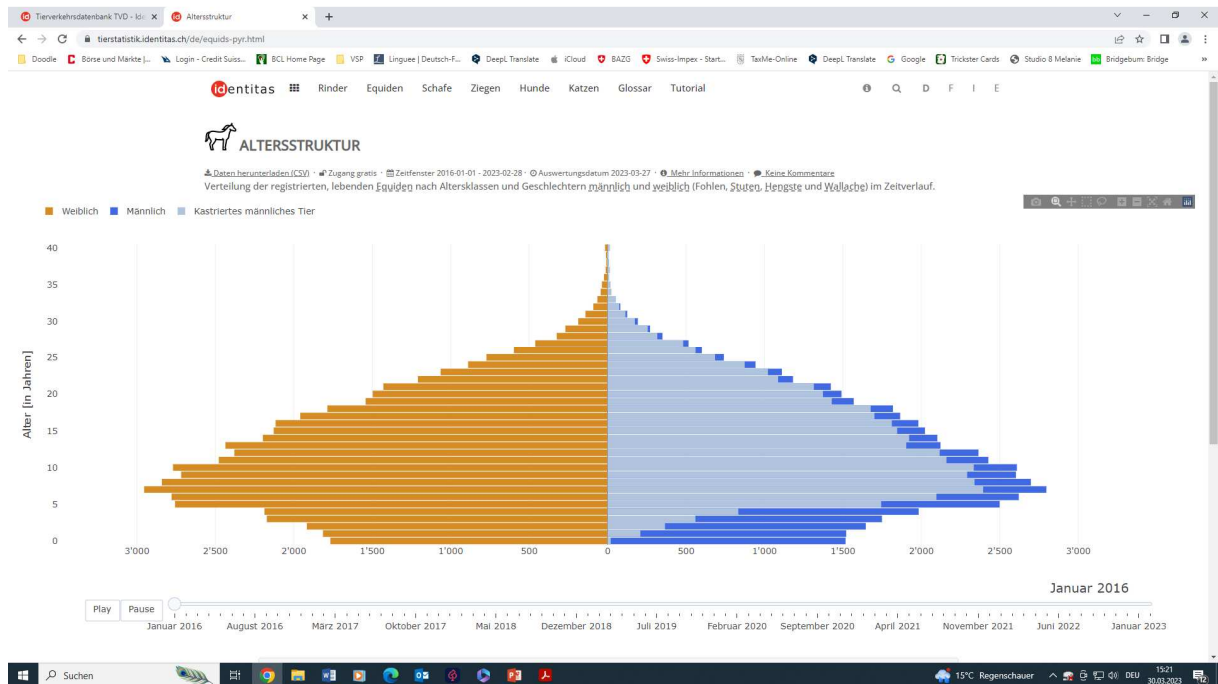 Tierverkehrsdatenbank TVD - Ide
Altersstruktur
tierstatistik.identitas.ch/de/equids-pyr.html
Doodle Börse und Märkte |... Login - Credit Suiss... BCL Home Page VSP Linguee | Deutsch-F... DeepL Translate iCloud BAZG Swiss-Impex - Start... TaxMe-Online DeepL Translate Google Trickster Cards Studio 8 Melanie Bridgebum: Bridge »
identitas Rinder Equiden Schafe Ziegen Hunde Katzen Glossar Tutorial D F I E
ALTERSSTRUKTUR
Daten herunterladen (CSV) · Zugang gratis · Zeitfenster 2016-01-01 - 2023-02-28 · Auswertungsdatum 2023-03-27 · Mehr Informationen · Keine Kommentare
Verteilung der registrierten, lebenden Equiden nach Altersklassen und Geschlechtern männlich und weiblich (Fohlen, Stuten, Hengste und Wallache) im Zeitverlauf.
Weiblich Männlich Kastriertes männliches Tier
Alter [in Jahren]
40
35
30
25
20
15
10
5
0
3'000 2'500 2'000 1'500 1'000 500 0 500 1'000 1'500 2'000 2'500 3'000
Januar 2016
Play Pause
Januar 2016 August 2016 März 2017 Oktober 2017 Mai 2018 Dezember 2018 Juli 2019 Februar 2020 September 2020 April 2021 November 2021 Juni 2022 Januar 2023
Suchen
15°C Regenschauer
DEU
15:21
30.03.2023
12